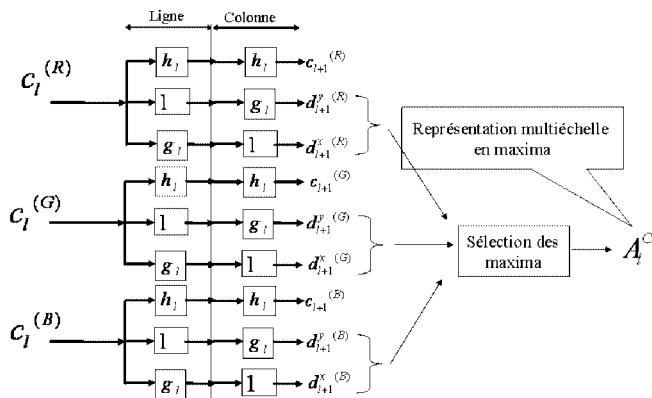 Ligne Colonne
C_l^(R)
h_l h_l c_{l+1}^(R)
1 g_l d_{l+1}^y (R)
g_l 1 d_{l+1}^x (R)
C_l^(G)
h_l h_l c_{l+1}^(G)
1 g_l d_{l+1}^y (G)
g_l 1 d_{l+1}^x (G)
C_l^(B)
h_l h_l c_{l+1}^(B)
1 g_l d_{l+1}^y (B)
g_l 1 d_{l+1}^x (B)
Représentation multiéchelle
en maxima
Sélection des
maxima
A_l^C